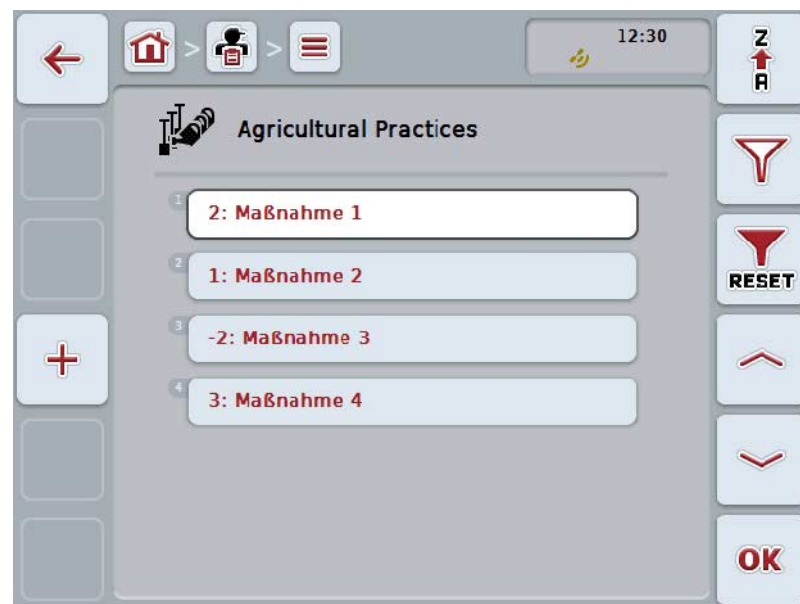 12:30
Z
A
Agricultural Practices
1
2: Maßnahme 1
2
1: Maßnahme 2
RESET
3
-2: Maßnahme 3
4
3: Maßnahme 4
OK